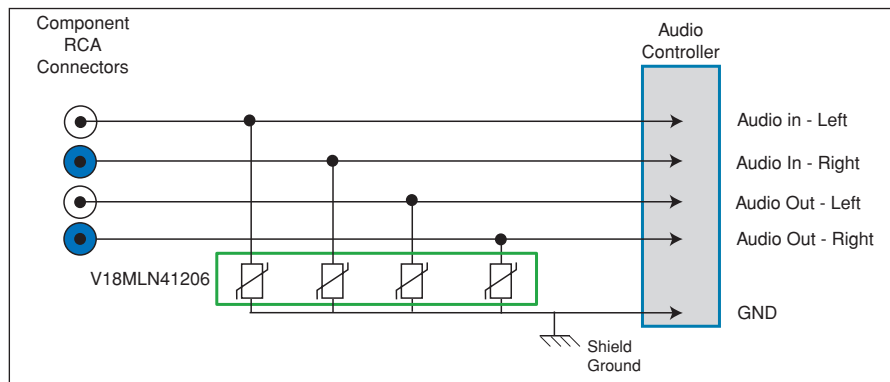 Component
RCA
Connectors
Audio
Controller
Audio in - Left
Audio In - Right
Audio Out - Left
Audio Out - Right
V18MLN41206
GND
Shield
Ground